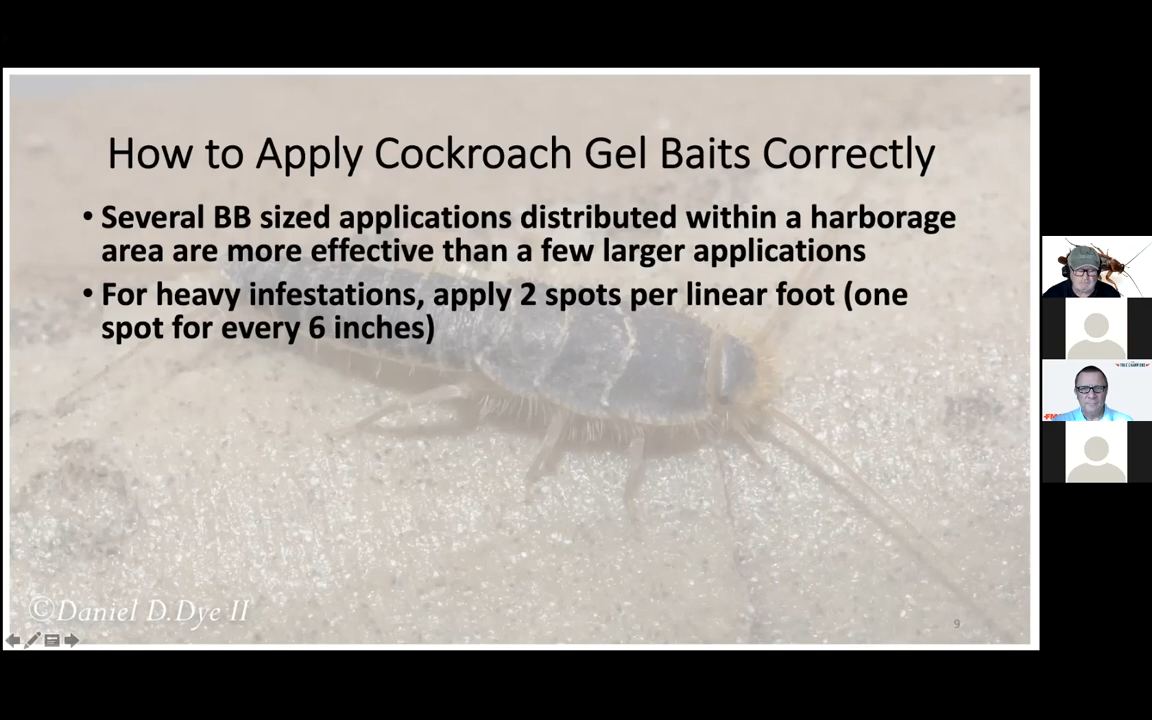 How to Apply Cockroach Gel Baits Correctly
• Several BB sized applications distributed within a harborage
area are more effective than a few larger applications
• For heavy infestations, apply 2 spots per linear foot (one
spot for every 6 inches)
©Daniel D.Dye II
9